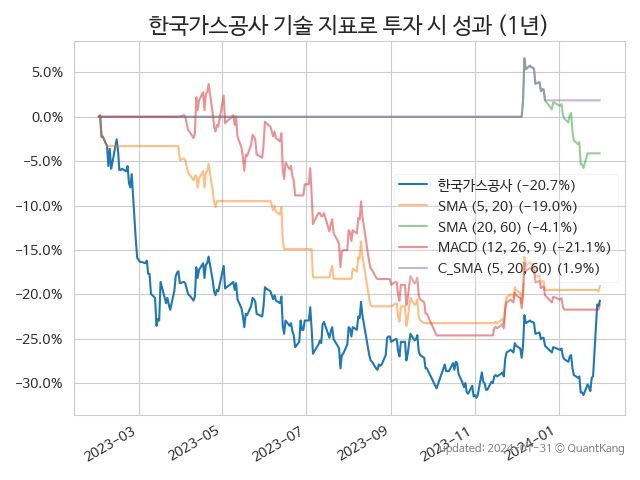 한국가스공사 기술 지표로 투자 시 성과 (1년)
5.0%
0.0%
−5.0%
−10.0%
−15.0%
−20.0%
−25.0%
−30.0%
한국가스공사 (−20.7%)
SMA (5, 20) (−19.0%)
SMA (20, 60) (−4.1%)
MACD (12, 26, 9) (−21.1%)
C_SMA (5, 20, 60) (1.9%)
2023−03
2023−05
2023−07
2023−09
2023−11
2024−01
updated: 2024−01−31 © QuantKang